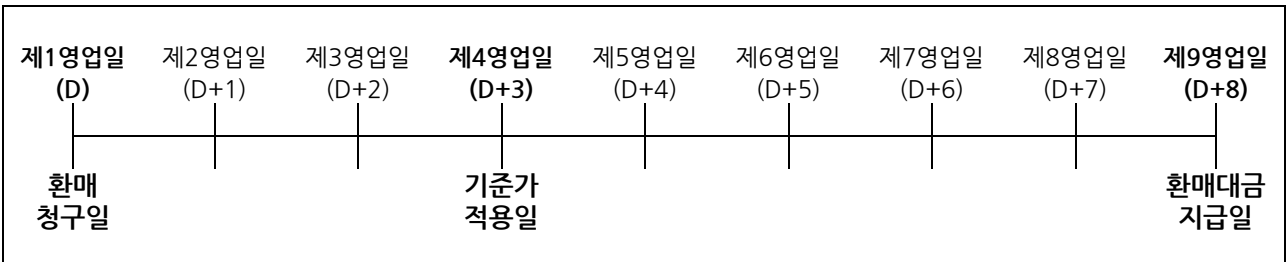 제1영업일 제2영업일 제3영업일 제4영업일 제5영업일 제6영업일 제7영업일 제8영업일 제9영업일
(D) (D+1) (D+2) (D+3) (D+4) (D+5) (D+6) (D+7) (D+8)
환매 기준가 환매대금
청구일 적용일 지급일